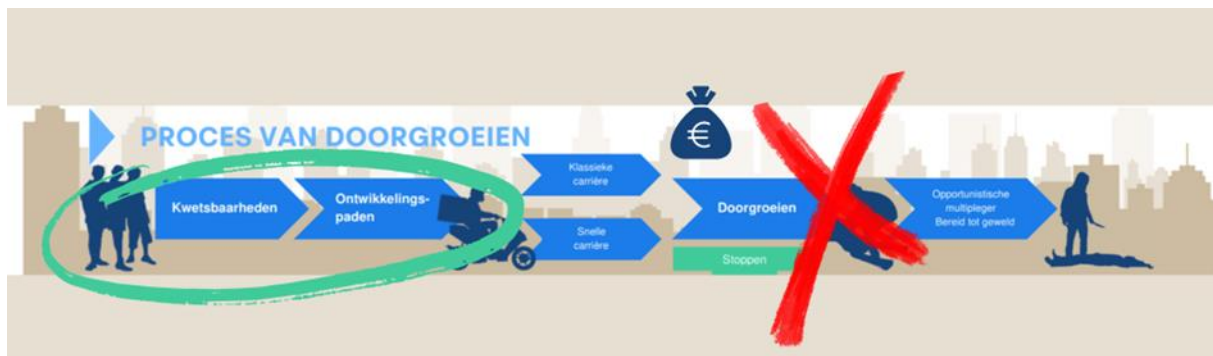 PROCES VAN DOORGROEIEN
Kwetsbaarheden
Ontwikkelings-
paden
Klassieke
carrière
Snelle
carrière
€
Doorgroeien
Stoppen
Opportunistische
multipleger
Bereid tot geweld